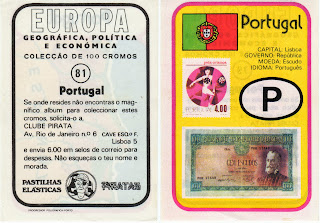 EUROPA
GEOGRÁFICA, POLÍTICA
E ECONÓMICA
COLECÇÃO DE 100 CROMOS
81
Portugal
Se onde resides não encontras o mag-
nífico álbum para coleccionar estes
cromos, solicita-o a.
CLUBE PIRATA
Av. Rio de Janeiro n.º 6 CAVE ESQ.º F.
Lisboa 5
e envia 6.00 em selos de correio para
despesas. Não esqueças o teu nome e
morada.
PASTILHAS
ELÁSTICAS
PIRATAS
Portugal
CAPITAL: Lisboa
GOVERNO: República
MOEDA: Escudo
IDIOMA: Português
4.00
P